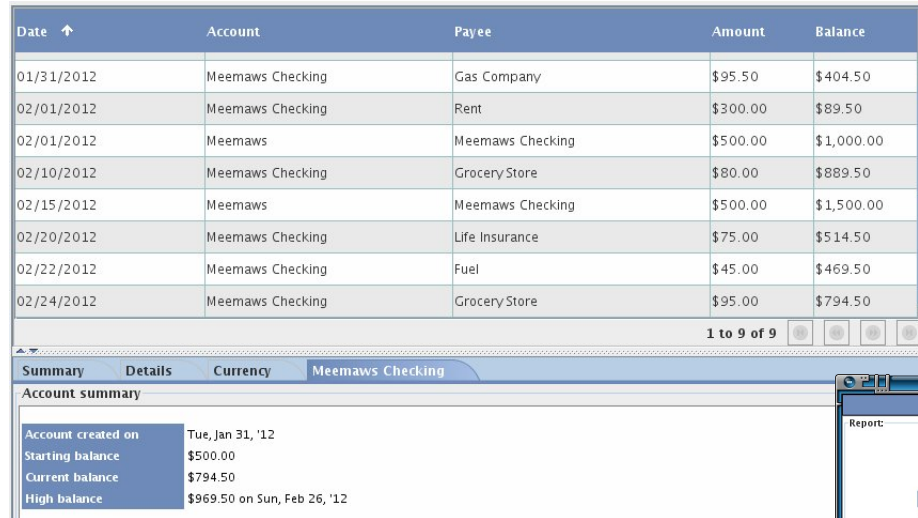 Date Account Payee Amount Balance
01/31/2012 Meemaws Checking Gas Company $95.50 $404.50
02/01/2012 Meemaws Checking Rent $300.00 $89.50
02/01/2012 Meemaws Meemaws Checking $500.00 $1,000.00
02/10/2012 Meemaws Checking Grocery Store $80.00 $889.50
02/15/2012 Meemaws Meemaws Checking $500.00 $1,500.00
02/20/2012 Meemaws Checking Life Insurance $75.00 $514.50
02/22/2012 Meemaws Checking Fuel $45.00 $469.50
02/24/2012 Meemaws Checking Grocery Store $95.00 $794.50
1 to 9 of 9
Summary Details Currency Meemaws Checking
Account summary
Report:
Account created on Tue, Jan 31, '12
Starting balance $500.00
Current balance $794.50
High balance $969.50 on Sun, Feb 26, '12